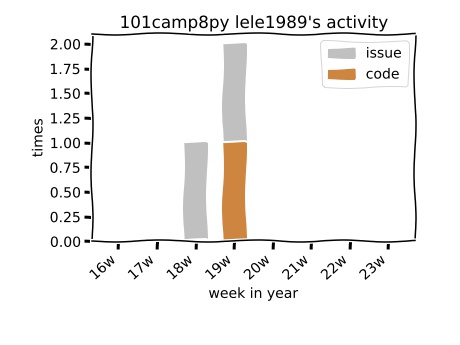 101camp8py lele1989's activity
issue
code
2.00
1.75
1.50
1.25
1.00
0.75
0.50
0.25
0.00
times
16w
17w
18w
19w
20w
21w
22w
23w
week in year